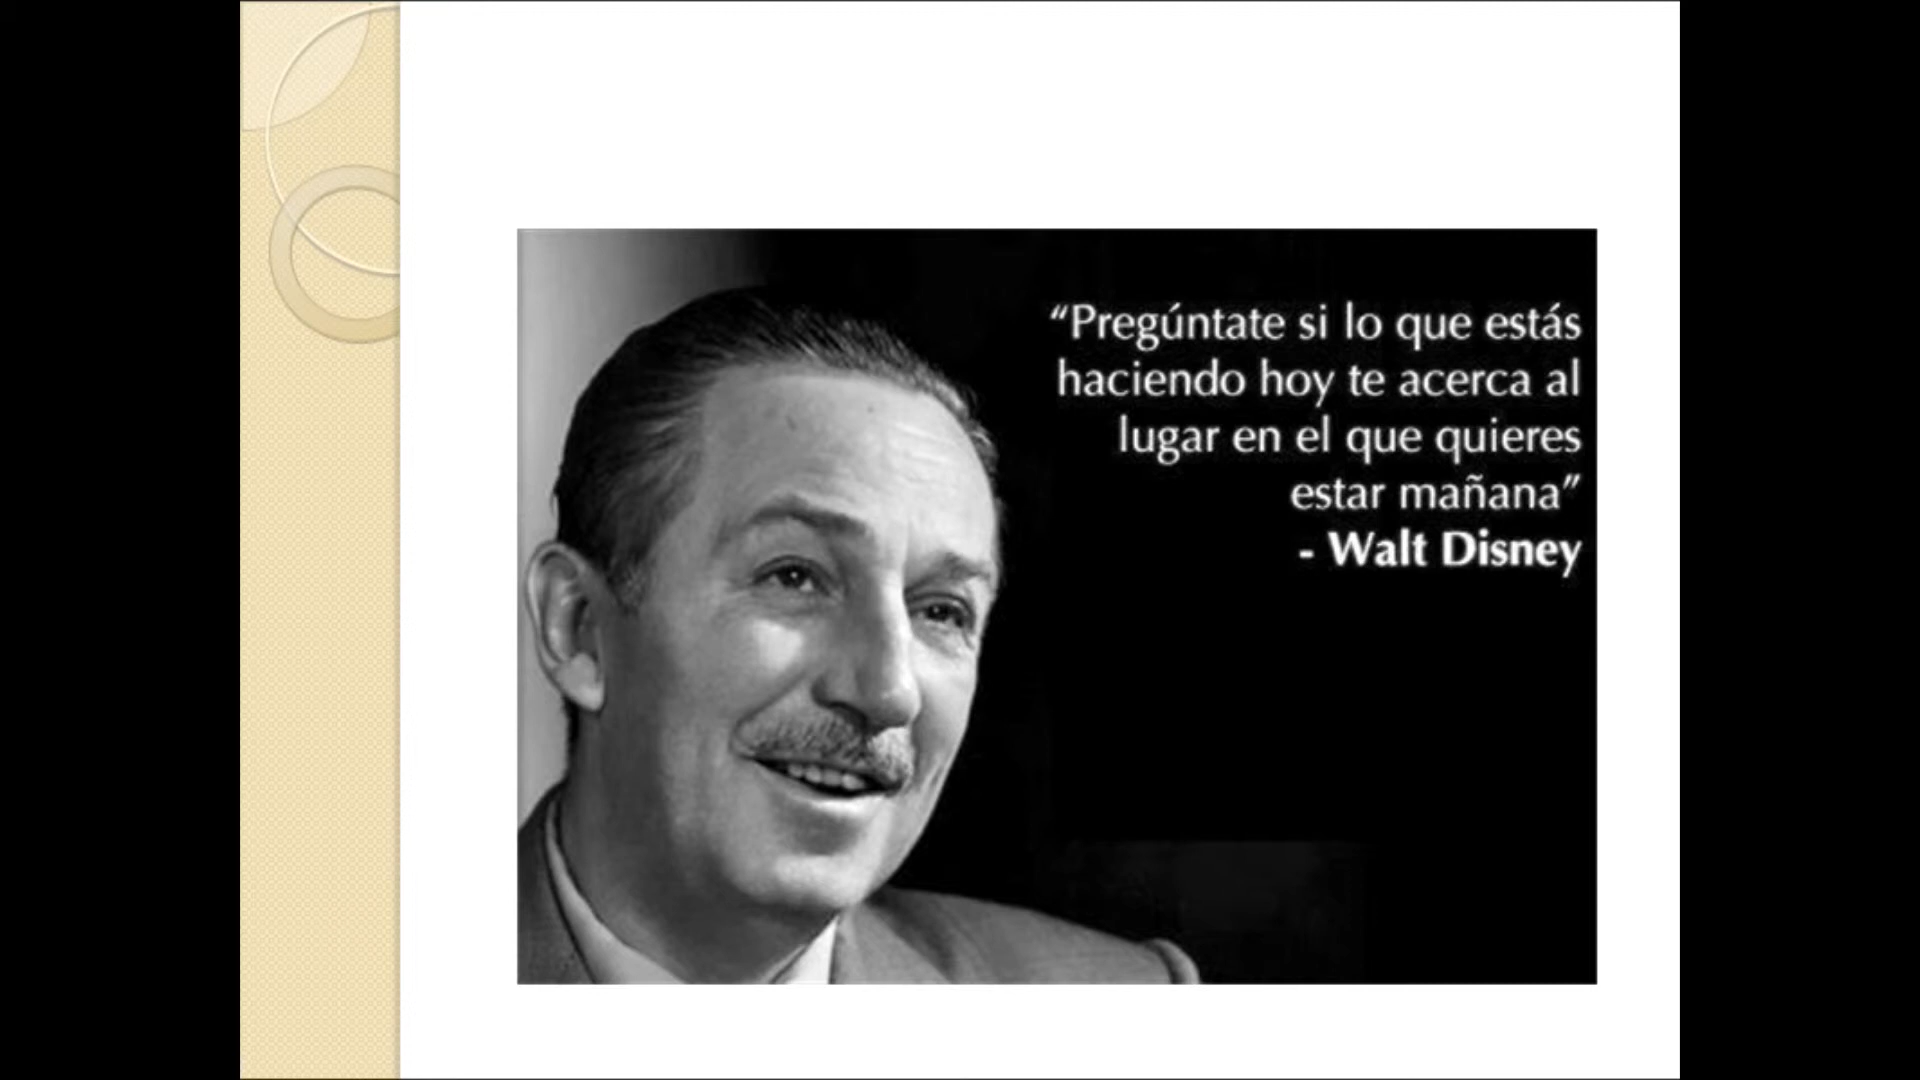 “Pregúntate si lo que estás
haciendo hoy te acerca al
lugar en el que quieres
estar mañana”
- Walt Disney